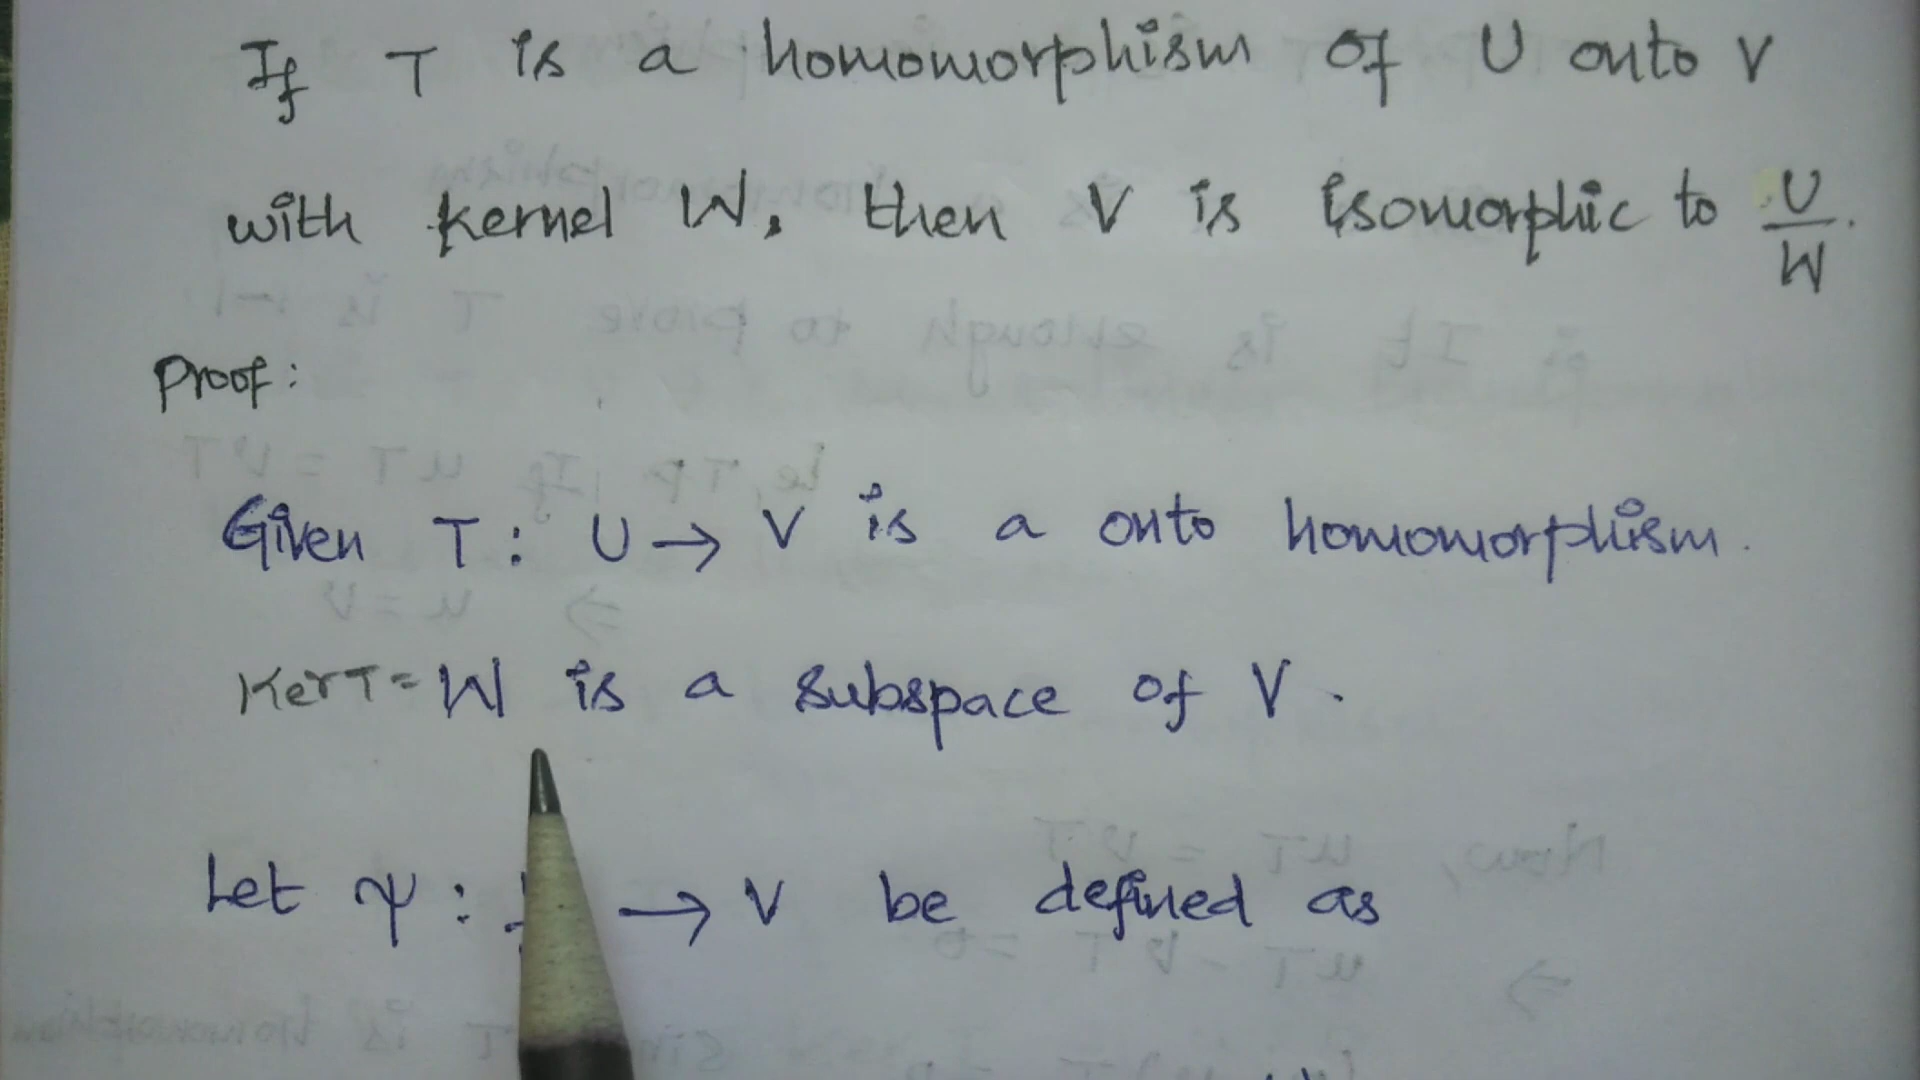 If T is a homomorphism of U onto V
with kernel W, then V is isomorphic to U/W.
Proof:
Given T : U → V is a onto homomorphism.
Ker T = W is a subspace of V.
Let ψ : → V be defined as